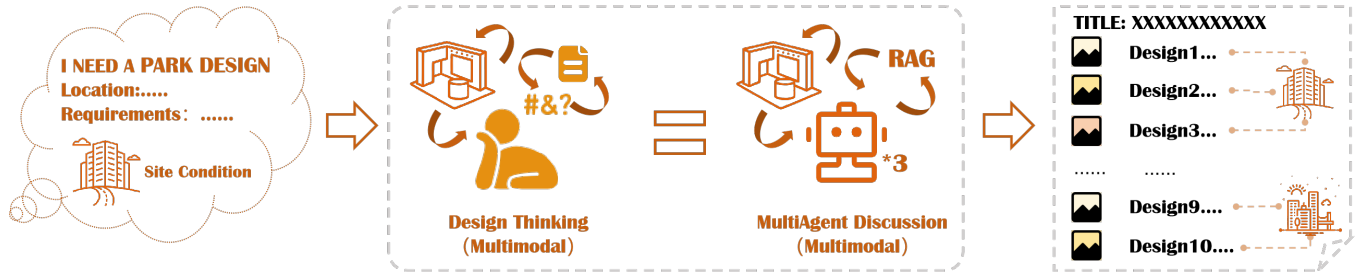 I NEED A PARK DESIGN
Location:.....
Requirements： ......
Site Condition
#&?
Design Thinking
（Multimodal）
RAG
*3
MultiAgent Discussion
（Multimodal）
TITLE: XXXXXXXXXXXX
Design1...
Design2...
Design3...
...... ......
Design9....
Design10....